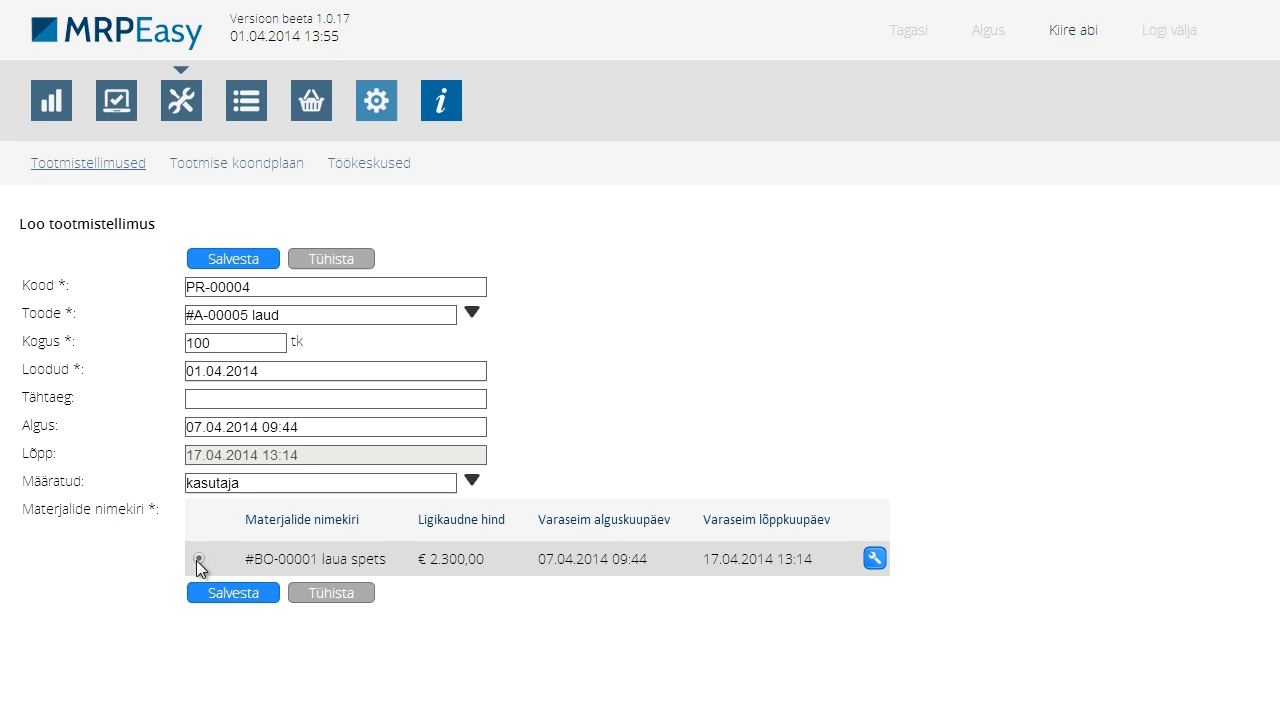 MRPEasy
Versioon beeta 1.0.17
01.04.2014 13:55
Tagasi Algus Kiire abi Logi välja
Tootmistellimused Tootmise koondplaan Töökeskused
Loo tootmistellimus
Salvesta Tühista
Kood *: PR-00004
Toode *: #A-00005 laud
Kogus *: 100 tk
Loodud *: 01.04.2014
Tähtaeg:
Algus: 07.04.2014 09:44
Lõpp: 17.04.2014 13:14
Määratud: kasutaja
Materjalide nimekiri *:
Materjalide nimekiri Ligikaudne hind Varaseim alguskuupäev Varaseim lõppkuupäev
#BO-00001 laua spets € 2.300,00 07.04.2014 09:44 17.04.2014 13:14
Salvesta Tühista